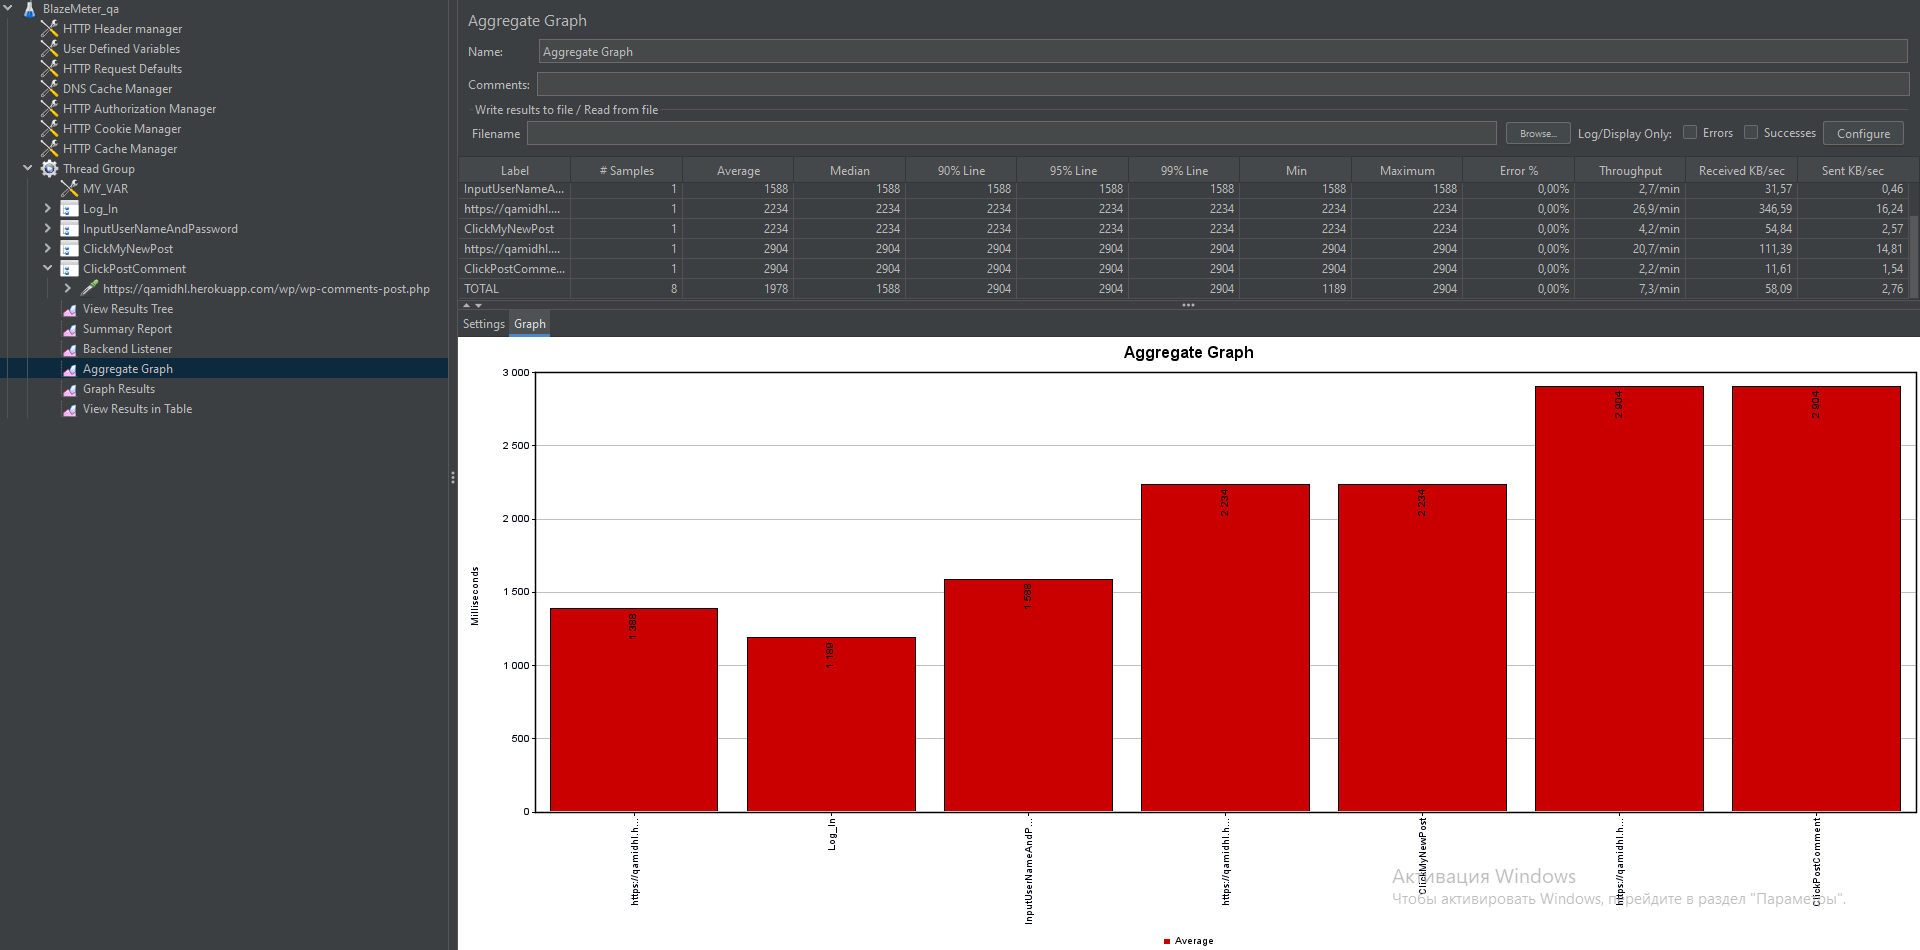 BlazeMeter_qa
HTTP Header manager
User Defined Variables
HTTP Request Defaults
DNS Cache Manager
HTTP Authorization Manager
HTTP Cookie Manager
HTTP Cache Manager
Thread Group
MY_VAR
Log_In
InputUserNameAndPassword
ClickMyNewPost
ClickPostComment
https://qamidhl.herokuapp.com/wp/wp-comments-post.php
View Results Tree
Summary Report
Backend Listener
Aggregate Graph
Graph Results
View Results in Table
Aggregate Graph
Name: Aggregate Graph
Comments:
Write results to file / Read from file
Filename Browse... Log/Display Only: Errors Successes Configure
Label # Samples Average Median 90% Line 95% Line 99% Line Min Maximum Error % Throughput Received KB/sec Sent KB/sec
InputUserNameA... 1 1588 1588 1588 1588 1588 1588 1588 0,00% 2,7/min 31,57 0,46
https://qamidhl.... 1 2234 2234 2234 2234 2234 2234 2234 0,00% 26,9/min 346,59 16,24
ClickMyNewPost 1 2234 2234 2234 2234 2234 2234 2234 0,00% 4,2/min 54,84 2,57
https://qamidhl.... 1 2904 2904 2904 2904 2904 2904 2904 0,00% 20,7/min 111,39 14,81
ClickPostComme... 1 2904 2904 2904 2904 2904 2904 2904 0,00% 2,2/min 11,61 1,54
TOTAL 8 1978 1588 2904 2904 2904 1189 2904 0,00% 7,3/min 58,09 2,76
Settings Graph
Aggregate Graph
3 000
2 500
2 000
1 500
1 000
500
0
Milliseconds
1 388
1 189
1 588
2 234
2 234
2 904
2 904
https://qamidhl.h...
Log_In
InputUserNameAndP...
https://qamidhl.h...
ClickMyNewPost
https://qamidhl.h...
ClickPostComment
Average
Активация Windows
Чтобы активировать Windows, перейдите в раздел "Параметры".